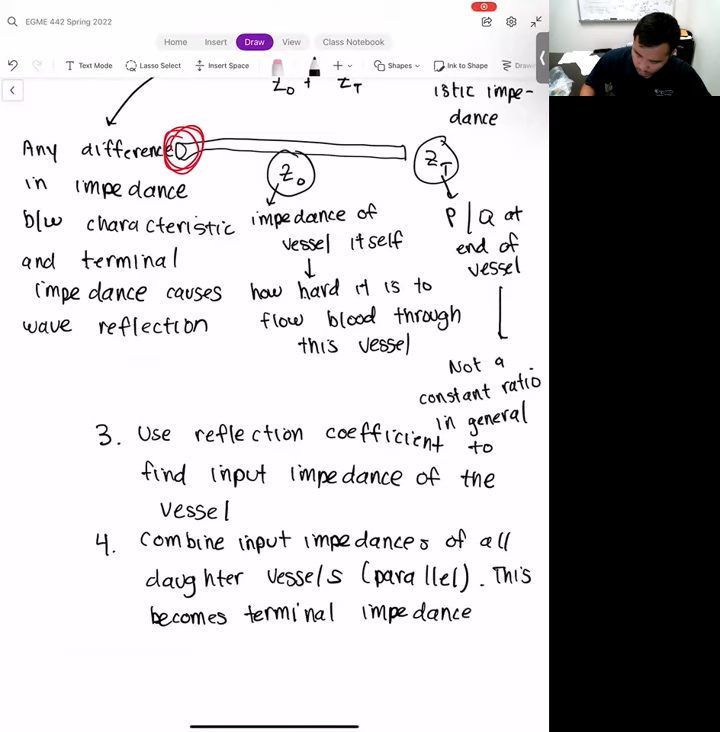 EGME 442 Spring 2022
Home Insert Draw View Class Notebook
Text Mode Lasso Select Insert Space Shapes Ink to Shape Draw
Z₀ + Z_T
istic impe-
dance
Any difference
in impedance
b/w characteristic
and terminal
impedance causes
wave reflection
Z₀
impedance of
vessel itself
how hard it is to
flow blood through
this vessel
Z_T
P/Q at
end of
vessel
Not a
constant ratio
in general
3. Use reflection coefficient to
find input impedance of the
vessel
4. Combine input impedances of all
daughter vessels (parallel). This
becomes terminal impedance